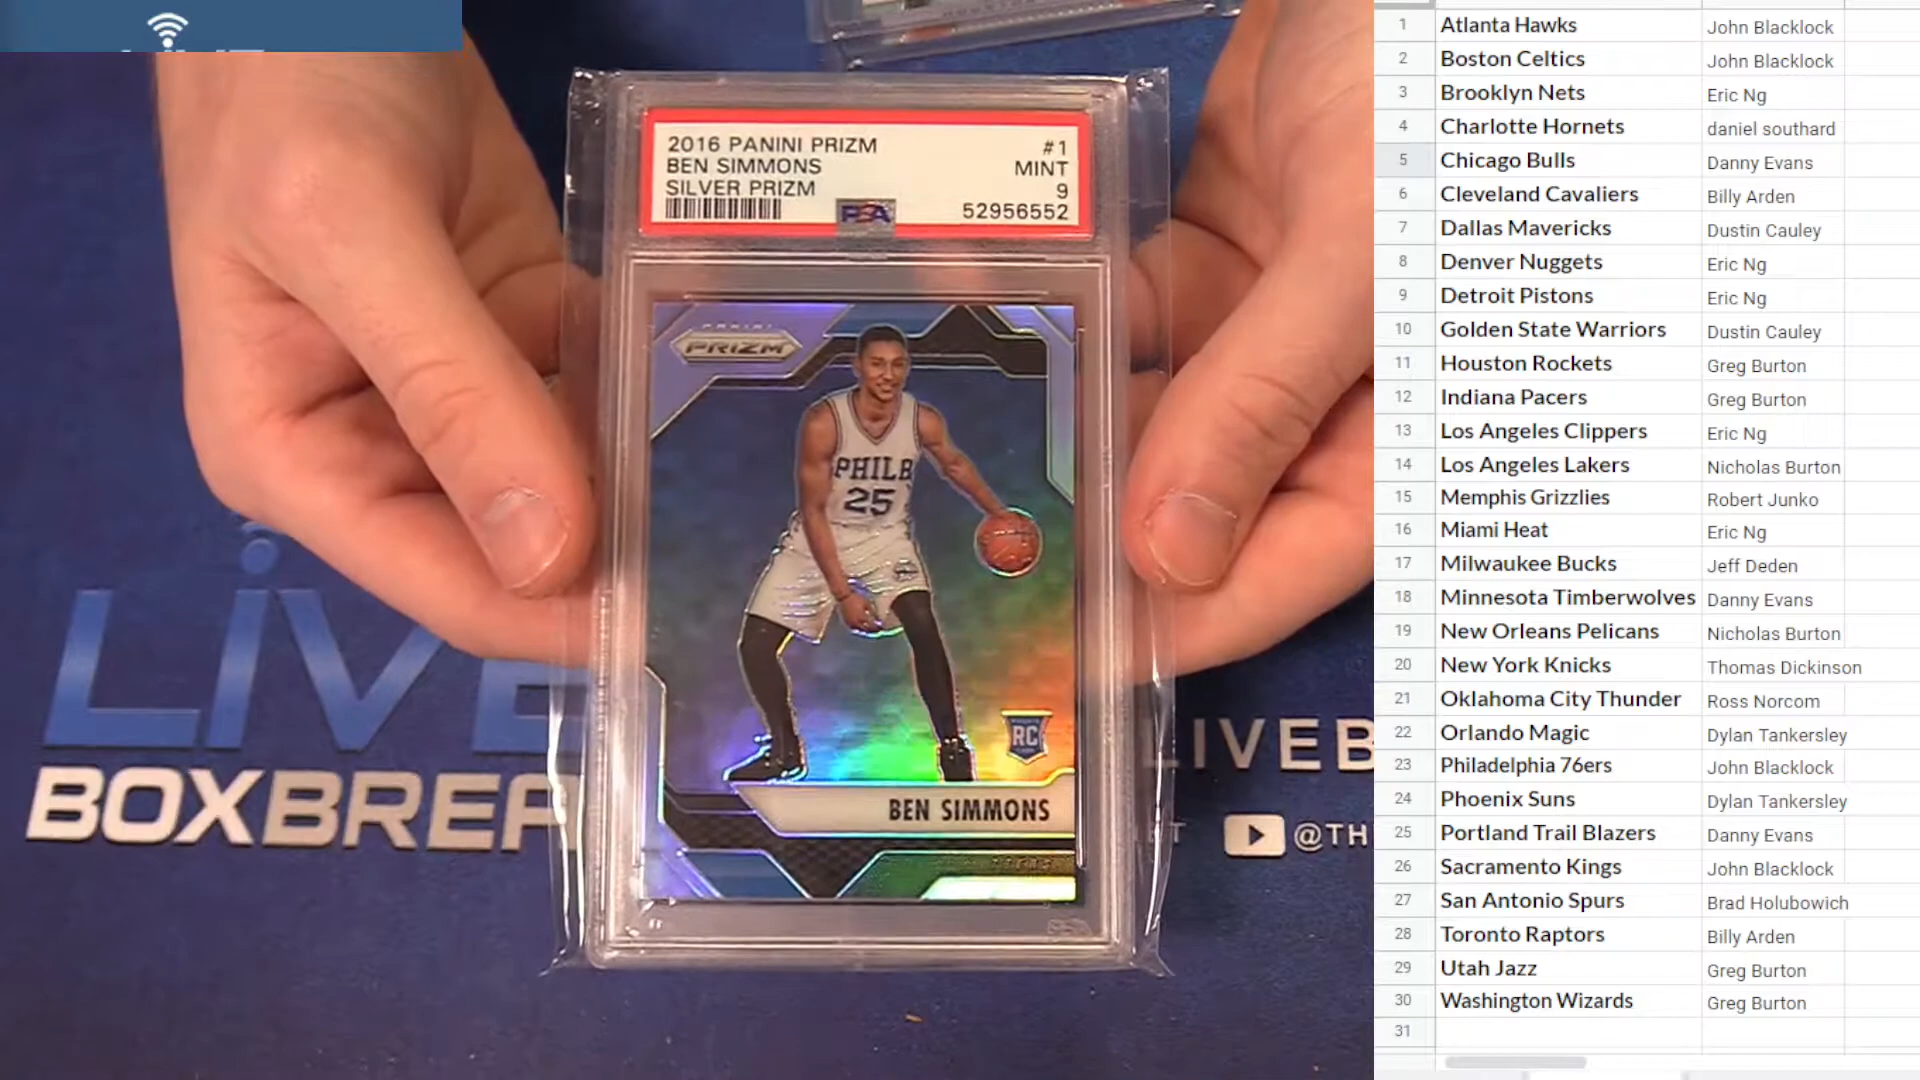 2016 PANINI PRIZM #1
BEN SIMMONS MINT
SILVER PRIZM 9
PSA 52956552
PANINI
PRIZM
PHILA
25
RC
BEN SIMMONS
LIVE
BOXBREA
LIVEB
@TH
1 Atlanta Hawks John Blacklock
2 Boston Celtics John Blacklock
3 Brooklyn Nets Eric Ng
4 Charlotte Hornets daniel southard
5 Chicago Bulls Danny Evans
6 Cleveland Cavaliers Billy Arden
7 Dallas Mavericks Dustin Cauley
8 Denver Nuggets Eric Ng
9 Detroit Pistons Eric Ng
10 Golden State Warriors Dustin Cauley
11 Houston Rockets Greg Burton
12 Indiana Pacers Greg Burton
13 Los Angeles Clippers Eric Ng
14 Los Angeles Lakers Nicholas Burton
15 Memphis Grizzlies Robert Junko
16 Miami Heat Eric Ng
17 Milwaukee Bucks Jeff Deden
18 Minnesota Timberwolves Danny Evans
19 New Orleans Pelicans Nicholas Burton
20 New York Knicks Thomas Dickinson
21 Oklahoma City Thunder Ross Norcom
22 Orlando Magic Dylan Tankersley
23 Philadelphia 76ers John Blacklock
24 Phoenix Suns Dylan Tankersley
25 Portland Trail Blazers Danny Evans
26 Sacramento Kings John Blacklock
27 San Antonio Spurs Brad Holubowich
28 Toronto Raptors Billy Arden
29 Utah Jazz Greg Burton
30 Washington Wizards Greg Burton
31